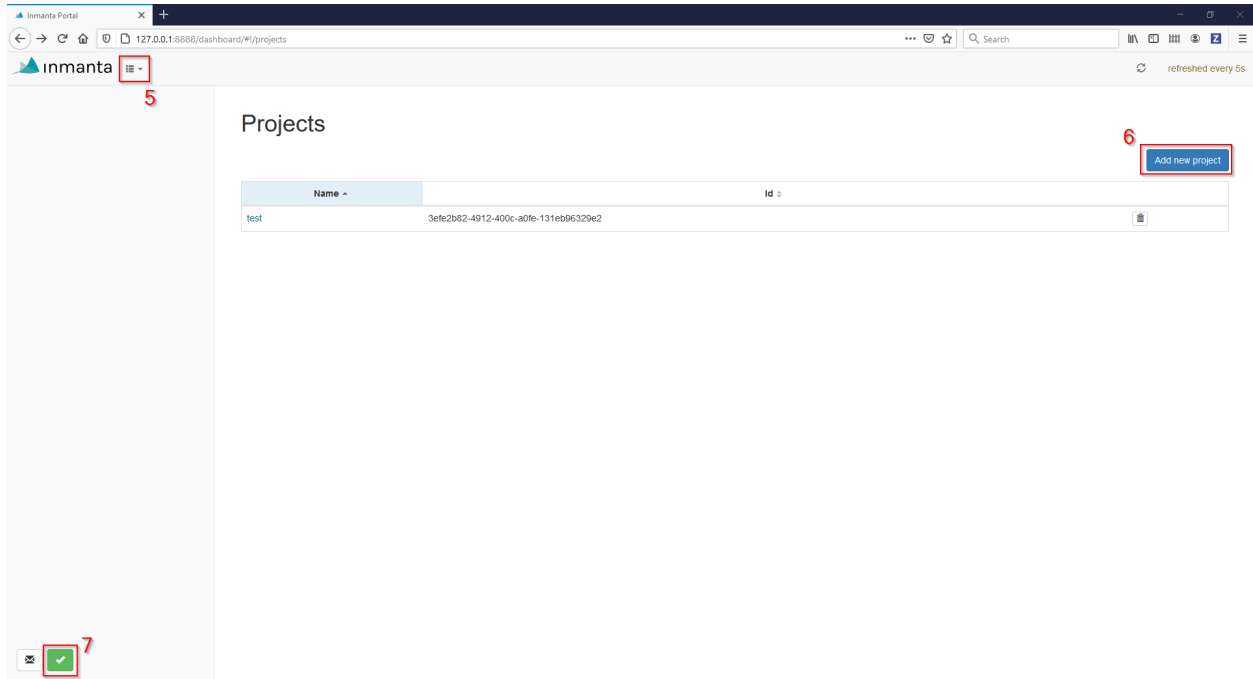 Inmanta Portal
127.0.0.1:8888/dashboard/#!/projects
Search
Z
inmanta
refreshed every 5s
5
Projects
6
Add new project
Name Id
test 3efe2b82-4912-400c-a0fe-131eb96329e2
7